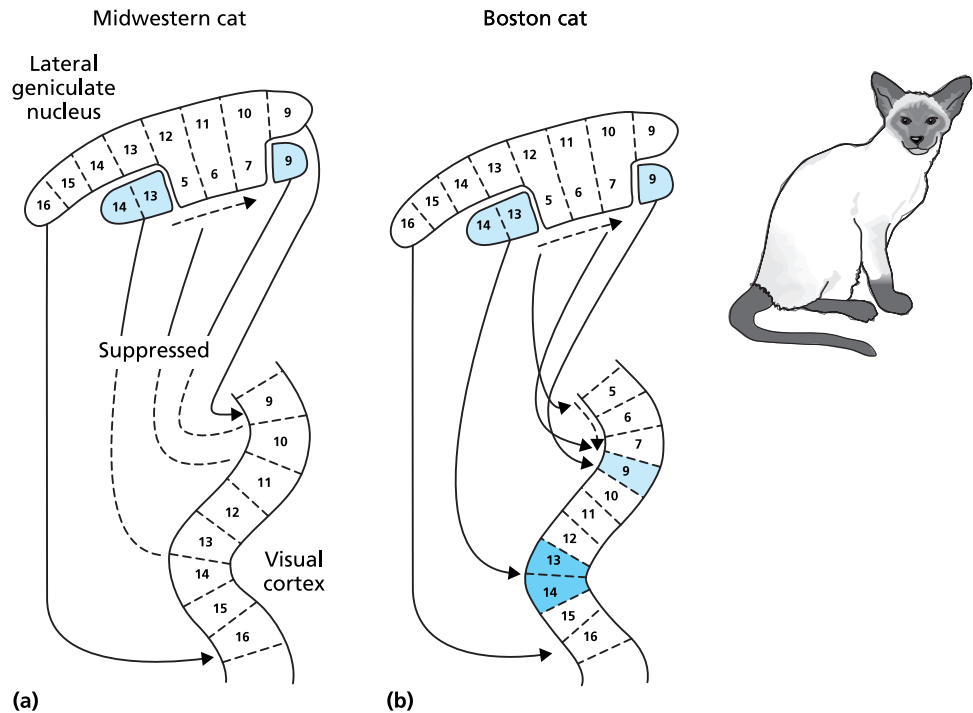 Midwestern cat
Boston cat
Lateral
geniculate
nucleus
16 15 14 13 12 11 10 9
14 13 5 6 7 9
Suppressed
9
10
11
12
13
14
15
16
Visual
cortex
(a)
16 15 14 13 12 11 10 9
14 13 5 6 7 9
5
6
7
9
10
11
12
13
14
15
16
(b)